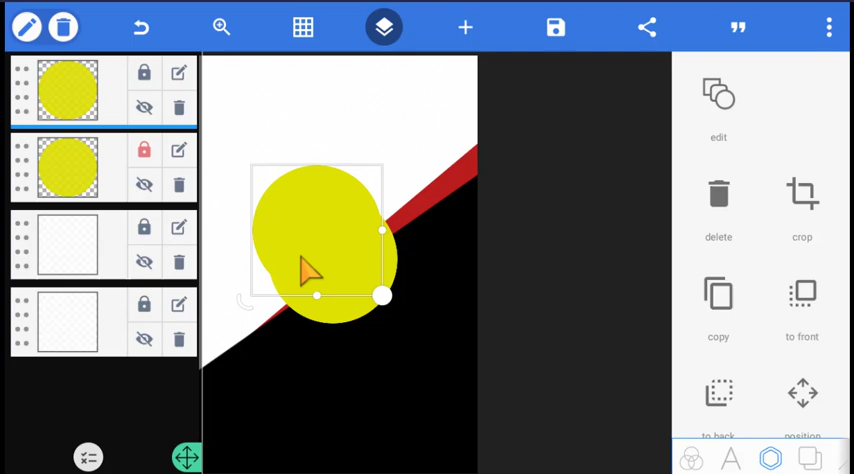 edit
delete
crop
copy
to front
to back
position